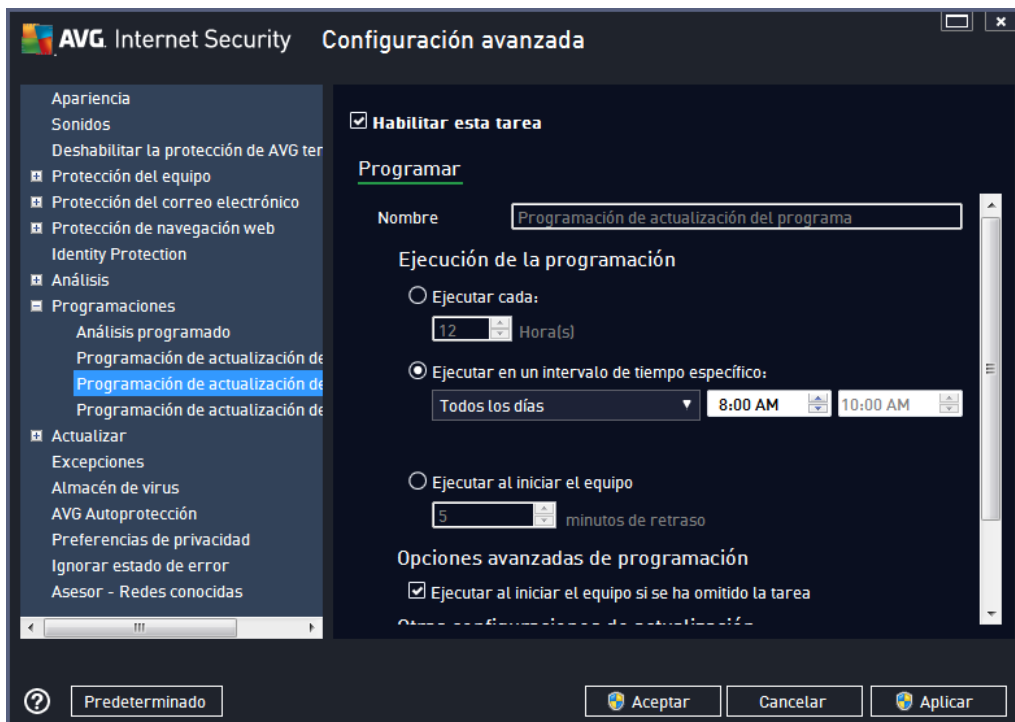 AVG. Internet Security Configuración avanzada
Apariencia
Sonidos
Deshabilitar la protección de AVG ter
Protección del equipo
Protección del correo electrónico
Protección de navegación web
Identity Protection
Análisis
Programaciones
Análisis programado
Programación de actualización de
Programación de actualización de
Programación de actualización de
Actualizar
Excepciones
Almacén de virus
AVG Autoprotección
Preferencias de privacidad
Ignorar estado de error
Asesor - Redes conocidas
Habilitar esta tarea
Programar
Nombre Programación de actualización del programa
Ejecución de la programación
Ejecutar cada:
12 Hora(s)
Ejecutar en un intervalo de tiempo específico:
Todos los días 8:00 AM 10:00 AM
Ejecutar al iniciar el equipo
5 minutos de retraso
Opciones avanzadas de programación
Ejecutar al iniciar el equipo si se ha omitido la tarea
Predeterminado Aceptar Cancelar Aplicar